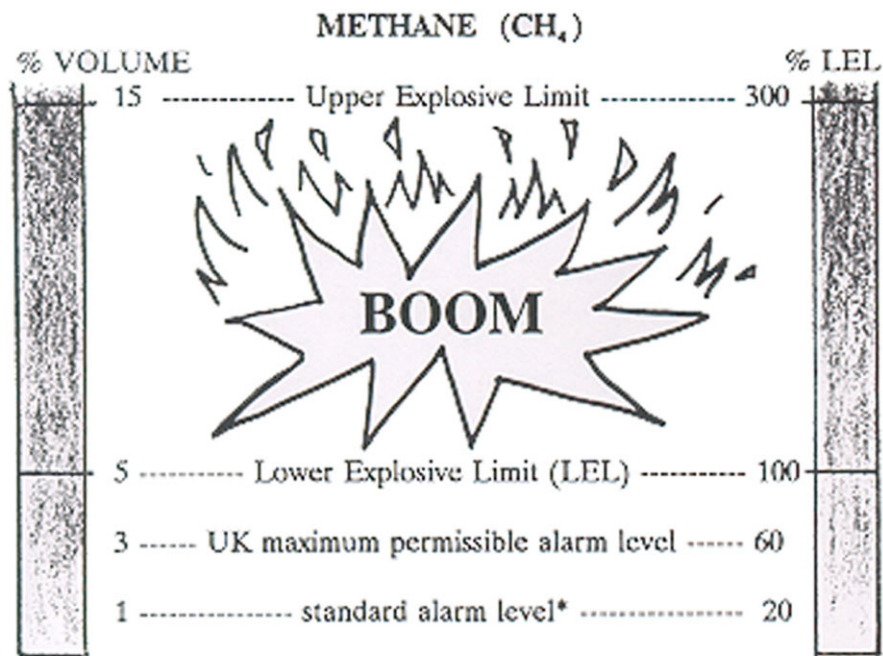 METHANE (CH₄)
% VOLUME % LEL
15 ---------- Upper Explosive Limit ---------- 300
BOOM
5 --------- Lower Explosive Limit (LEL) -------- 100
3 ----- UK maximum permissible alarm level ----- 60
1 -------------- standard alarm level* -------------- 20